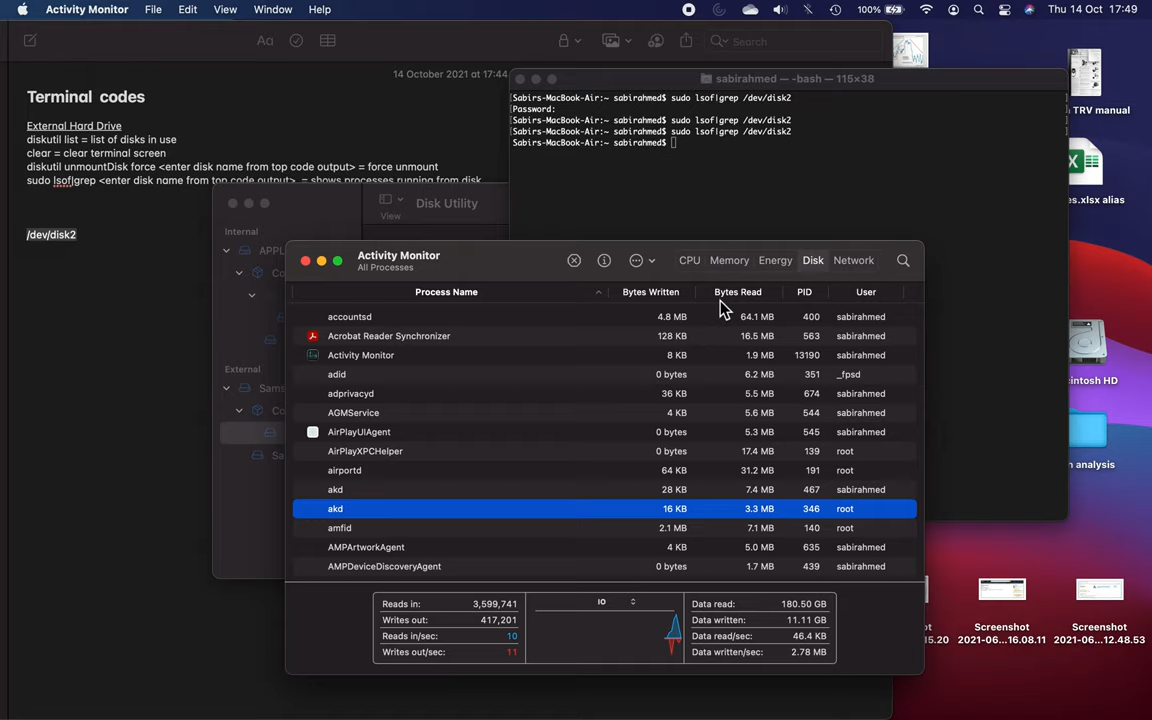 Activity Monitor File Edit View Window Help 100% Thu 14 Oct 17:49
Aa Search
14 October 2021 at 17:44
Terminal codes
External Hard Drive
diskutil list = list of disks in use
clear = clear terminal screen
diskutil unmountDisk force <enter disk name from top code output> = force unmount
sudo lsof|grep <enter disk name from top code output> = shows processes running from disk
/dev/disk2
sabirahmed — -bash — 115×38
Sabirs-MacBook-Air:~ sabirahmed$ sudo lsof|grep /dev/disk2
Password:
Sabirs-MacBook-Air:~ sabirahmed$ sudo lsof|grep /dev/disk2
Sabirs-MacBook-Air:~ sabirahmed$ sudo lsof|grep /dev/disk2
Sabirs-MacBook-Air:~ sabirahmed$
View
Disk Utility
Internal
APPL
Co
External
Sams
Co
Sa
Activity Monitor
All Processes
CPU Memory Energy Disk Network
Process Name Bytes Written Bytes Read PID User
accountsd 4.8 MB 64.1 MB 400 sabirahmed
Acrobat Reader Synchronizer 128 KB 16.5 MB 563 sabirahmed
Activity Monitor 8 KB 1.9 MB 13190 sabirahmed
adid 0 bytes 6.2 MB 351 _fpsd
adprivacyd 36 KB 5.5 MB 674 sabirahmed
AGMService 4 KB 5.6 MB 544 sabirahmed
AirPlayUIAgent 0 bytes 5.3 MB 545 sabirahmed
AirPlayXPCHelper 0 bytes 17.4 MB 139 root
airportd 64 KB 31.2 MB 191 root
akd 28 KB 7.4 MB 467 sabirahmed
akd 16 KB 3.3 MB 346 root
amfid 2.1 MB 7.1 MB 140 root
AMPArtworkAgent 4 KB 5.0 MB 635 sabirahmed
AMPDeviceDiscoveryAgent 0 bytes 1.7 MB 439 sabirahmed
Reads in: 3,599,741 IO Data read: 180.50 GB
Writes out: 417,201 Data written: 11.11 GB
Reads in/sec: 10 Data read/sec: 46.4 KB
Writes out/sec: 11 Data written/sec: 2.78 MB
TRV manual
es.xlsx alias
cintosh HD
n analysis
ot
15.20
Screenshot
2021-06...16.08.11
Screenshot
2021-06...12.48.53